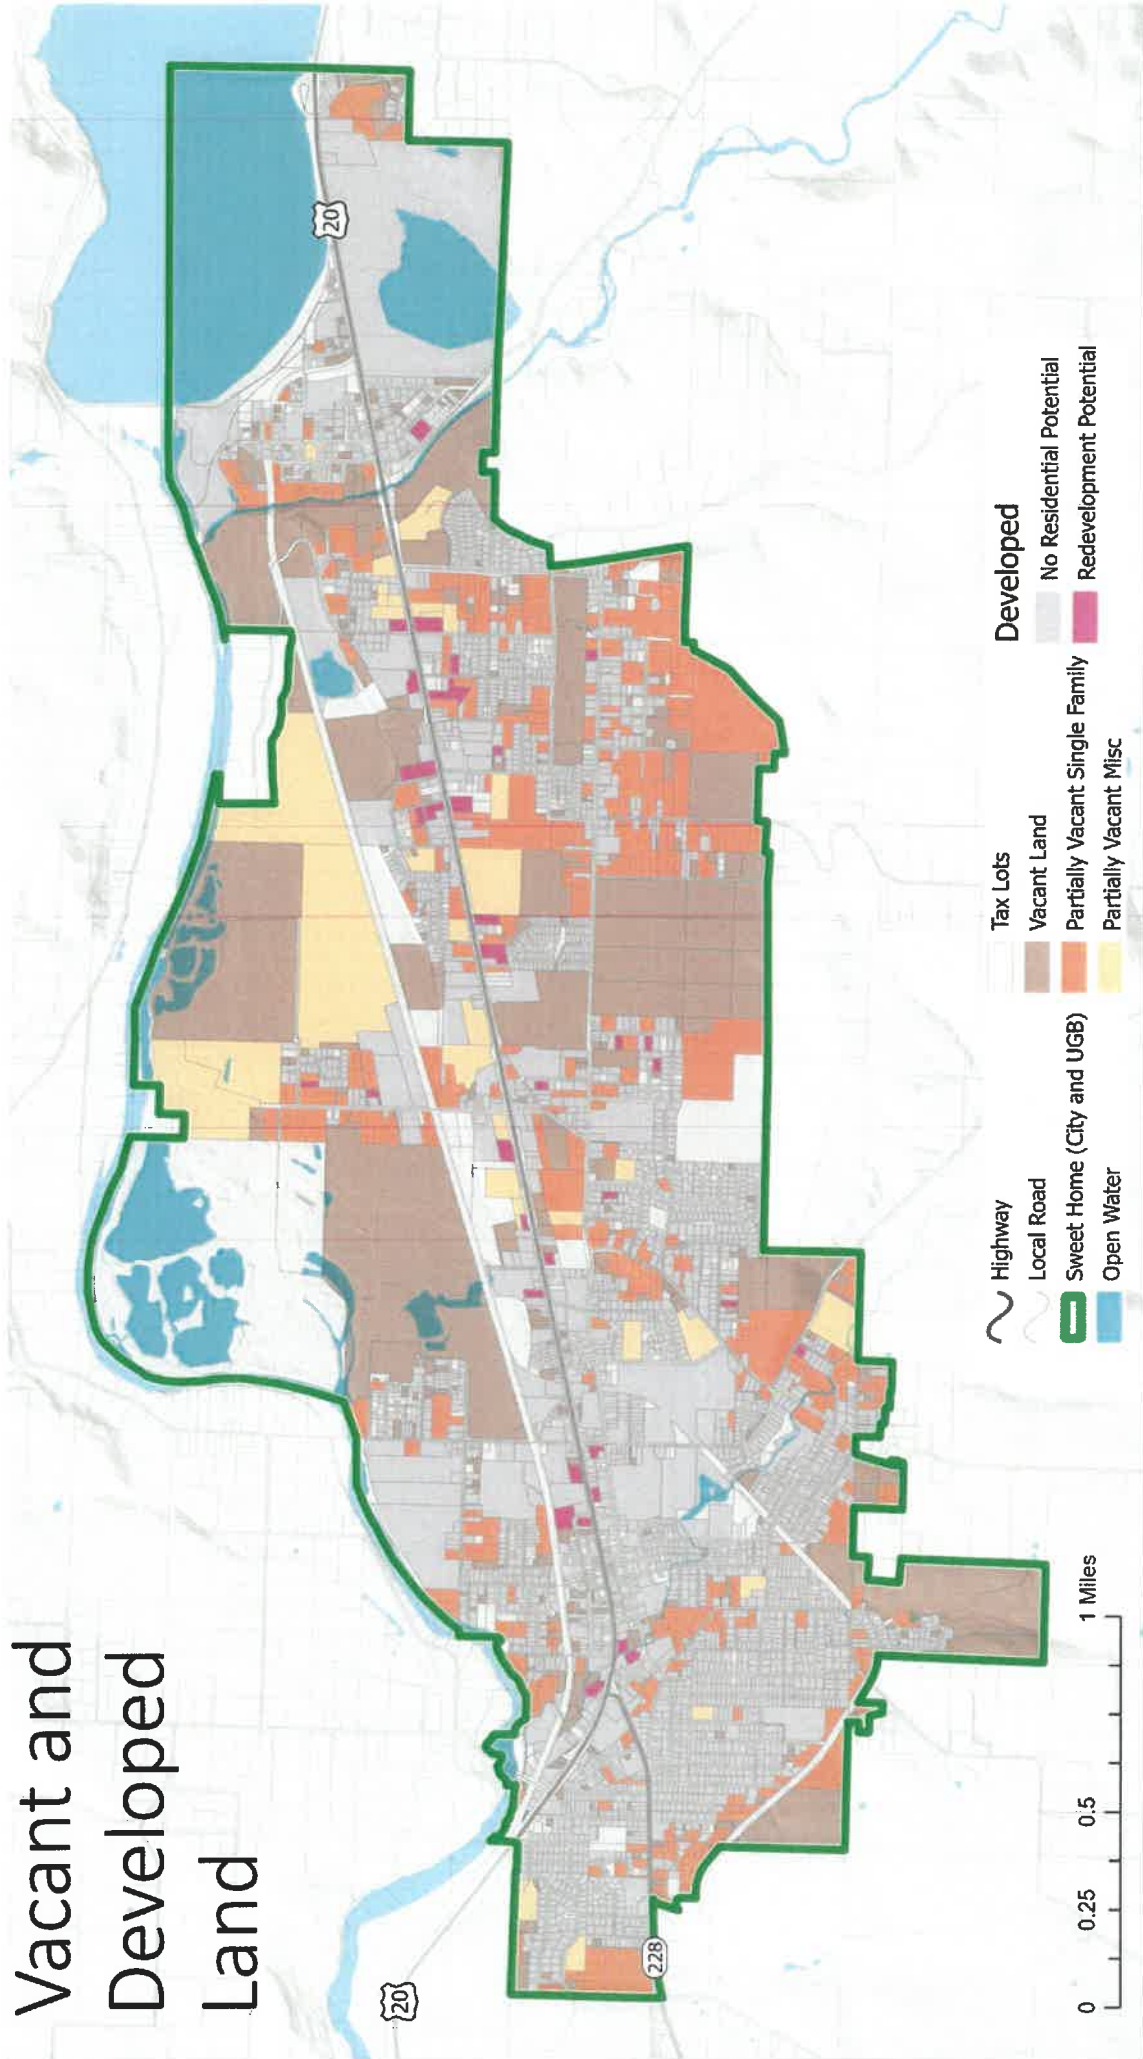 Vacant and
Developed
Land
20
20
228
Highway
Local Road
Sweet Home (City and UGB)
Open Water
Tax Lots
Vacant Land
Partially Vacant Single Family
Partially Vacant Misc
Developed
No Residential Potential
Redevelopment Potential
0 0.25 0.5 1 Miles